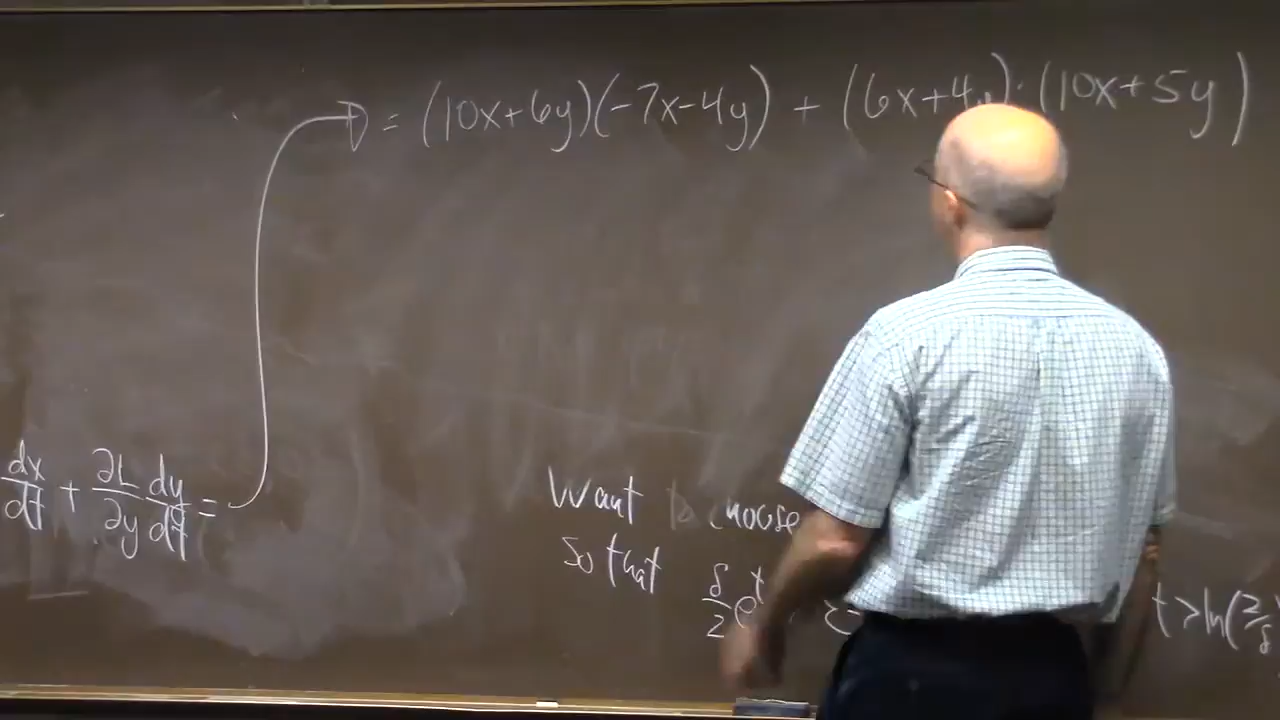 = (10x+6y)(-7x-4y) + (6x+4y)·(10x+5y)
dx/dt + ∂L/∂y dy/dt =
Want to choose
so that
δ/2 e^t t > ln(2/δ